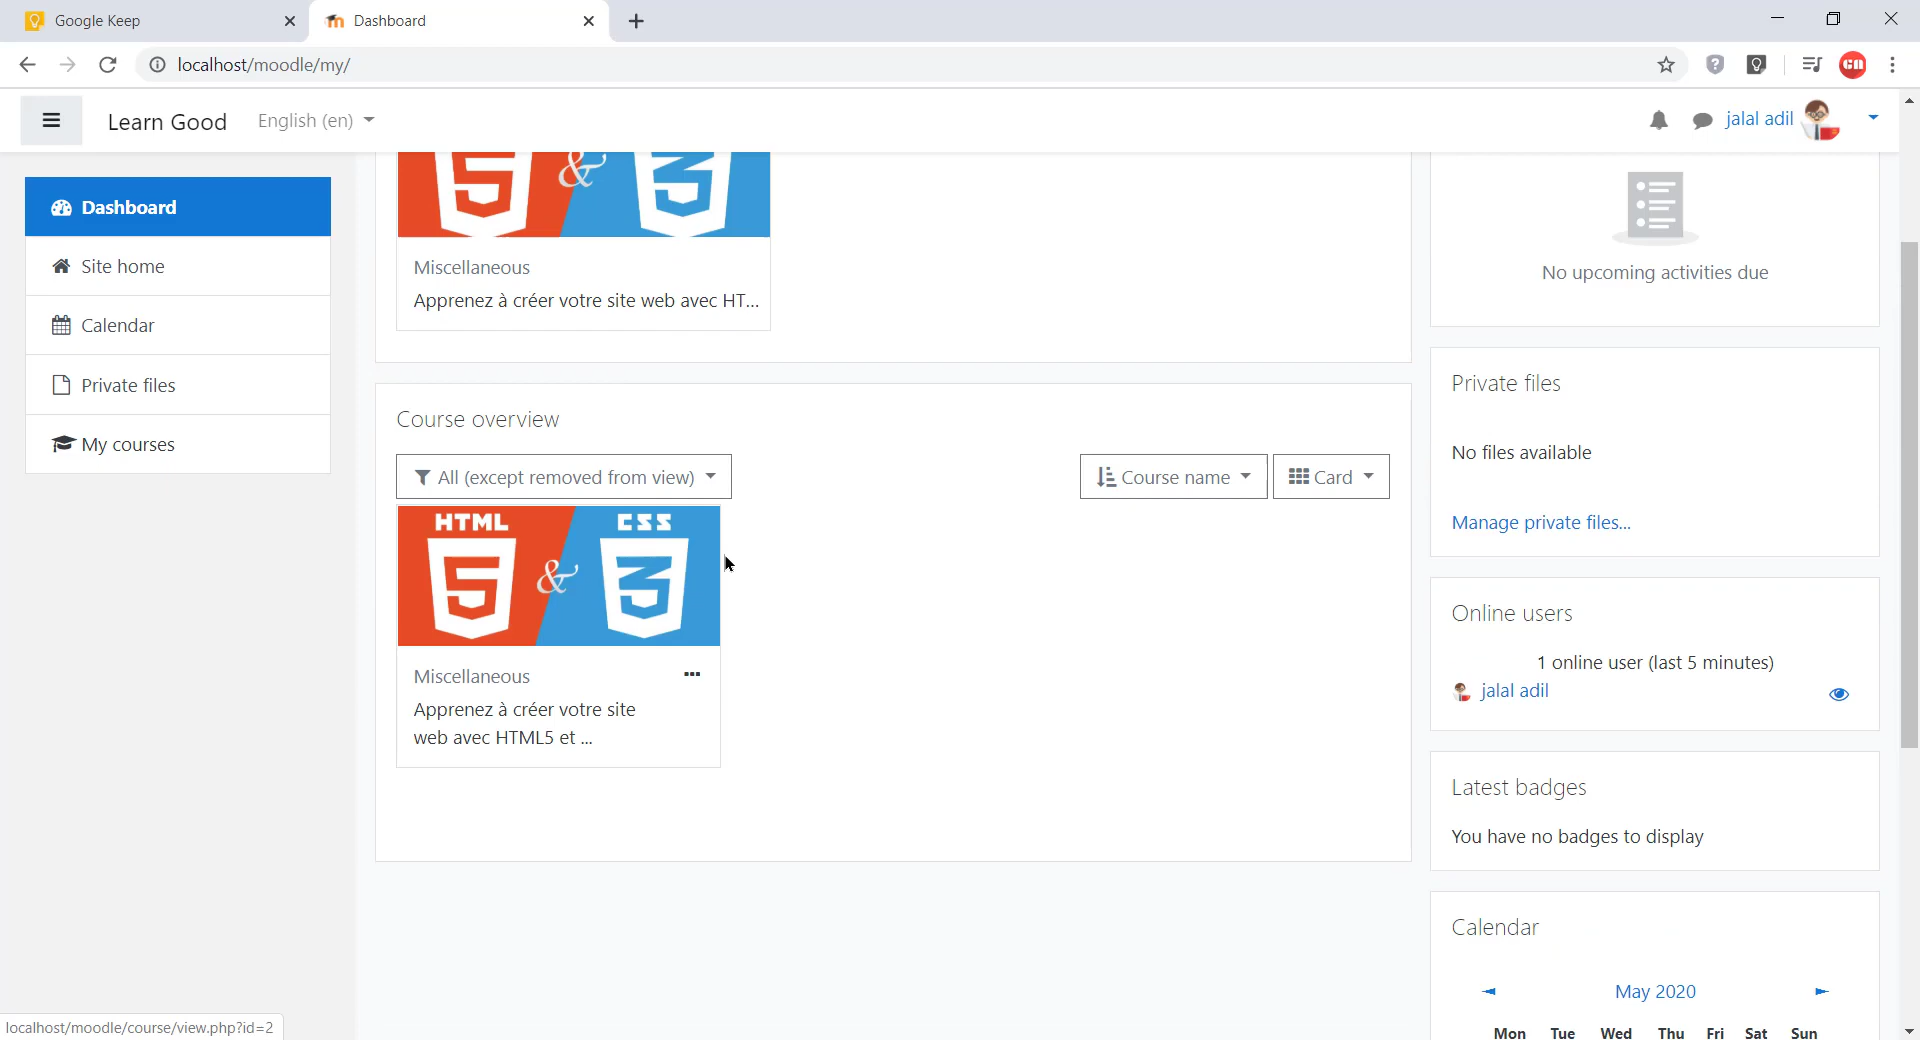 Google Keep
Dashboard
localhost/moodle/my/
Learn Good
English (en)
jalal adil
Dashboard
Site home
Calendar
Private files
My courses
5 & 3
Miscellaneous
Apprenez à créer votre site web avec HT...
Course overview
All (except removed from view)
Course name
Card
HTML CSS
5 & 3
Miscellaneous
Apprenez à créer votre site
web avec HTML5 et ...
No upcoming activities due
Private files
No files available
Manage private files...
Online users
1 online user (last 5 minutes)
jalal adil
Latest badges
You have no badges to display
Calendar
◄ May 2020 ►
Mon Tue Wed Thu Fri Sat Sun
localhost/moodle/course/view.php?id=2